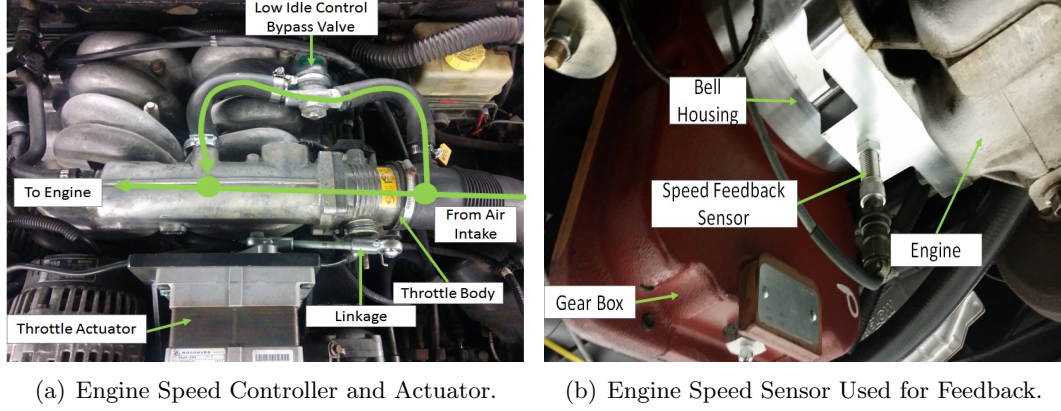 Low Idle Control
Bypass Valve
To Engine
From Air
Intake
Throttle Body
Linkage
Throttle Actuator
WOODWARD
Bell
Housing
Speed Feedback
Sensor
Engine
Gear Box
(a) Engine Speed Controller and Actuator.
(b) Engine Speed Sensor Used for Feedback.